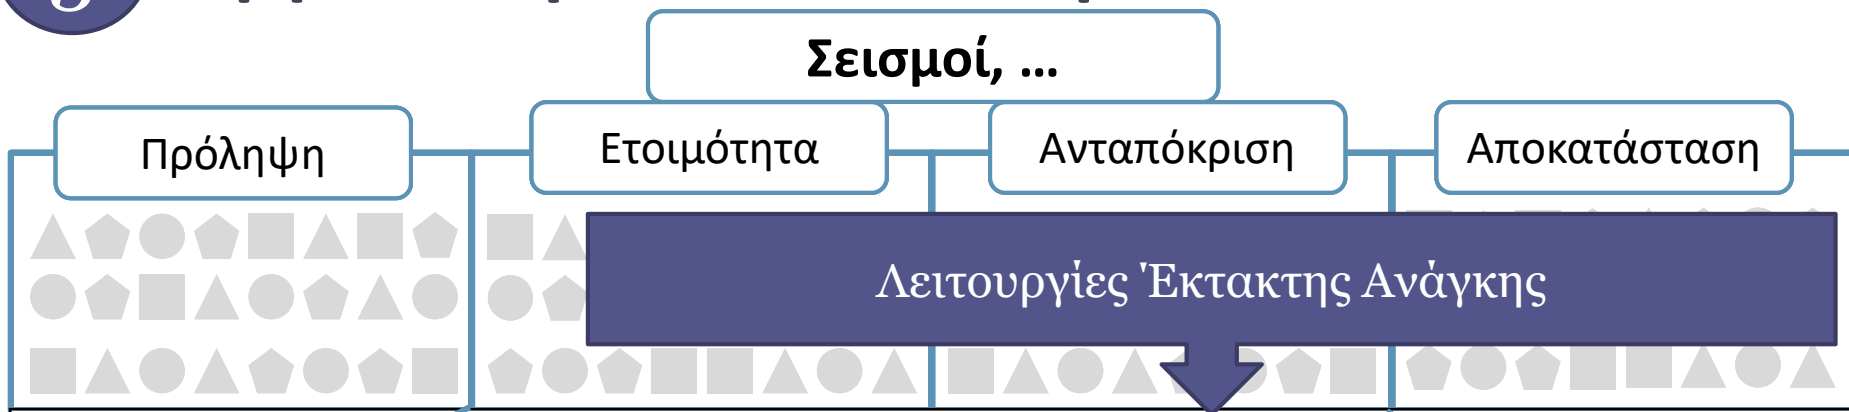 Σεισμοί, ...
Πρόληψη
Ετοιμότητα
Ανταπόκριση
Αποκατάσταση
Λειτουργίες Έκτακτης Ανάγκης